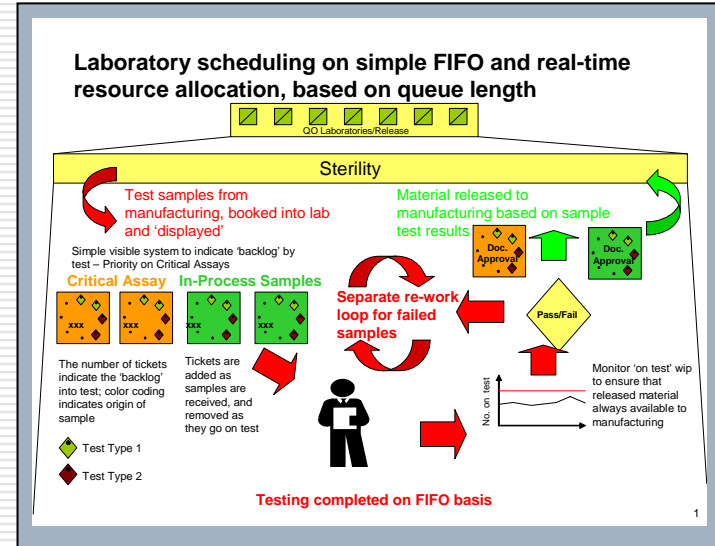 Laboratory scheduling on simple FIFO and real-time
resource allocation, based on queue length
QO Laboratories/Release
Sterility
Test samples from
manufacturing, booked into lab
and ‘displayed’
Material released to
manufacturing based on sample
test results
Simple visible system to indicate ‘backlog’ by
test – Priority on Critical Assays
Critical Assay
In-Process Samples
xxx
xxx
xxx
xxx
Doc.
Approval
Doc.
Approval
Separate re-work
loop for failed
samples
Pass/Fail
The number of tickets
indicate the ‘backlog’
into test; color coding
indicates origin of
sample
Tickets are
added as
samples are
received, and
removed as
they go on test
No. on test
Monitor ‘on test’ wip
to ensure that
released material
always available to
manufacturing
Test Type 1
Test Type 2
Testing completed on FIFO basis
1